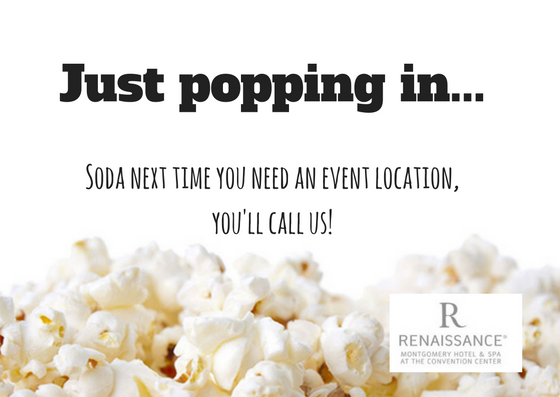 Just popping in...
Soda next time you need an event location,
you'll call us!
R
RENAISSANCE®
MONTGOMERY HOTEL & SPA
AT THE CONVENTION CENTER